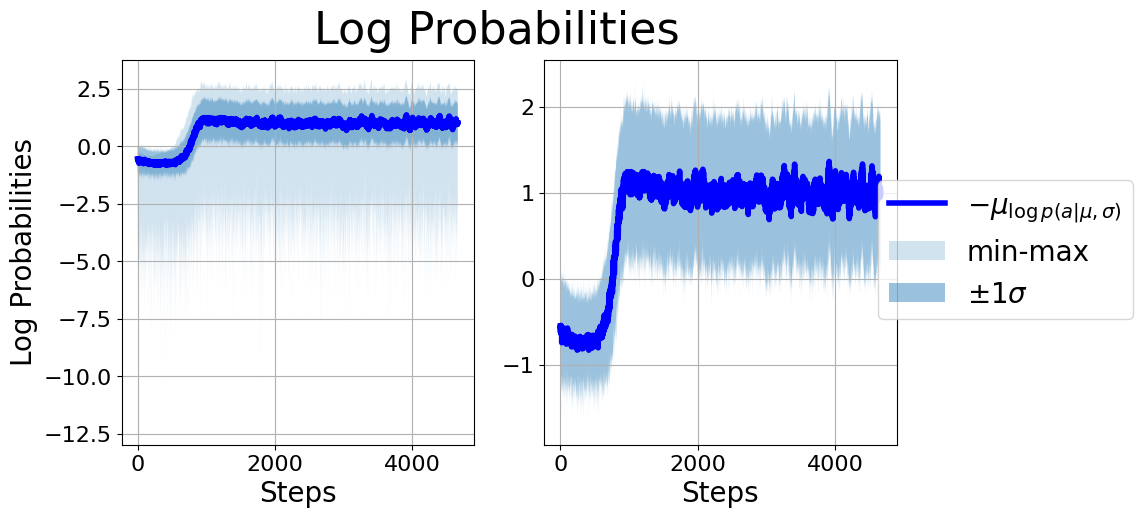 Log Probabilities
Log Probabilities
2.5
0.0
−2.5
−5.0
−7.5
−10.0
−12.5
0
2000
4000
Steps
2
1
0
−1
0
2000
4000
Steps
−μ_{log p(a|μ, σ)}
min-max
±1σ